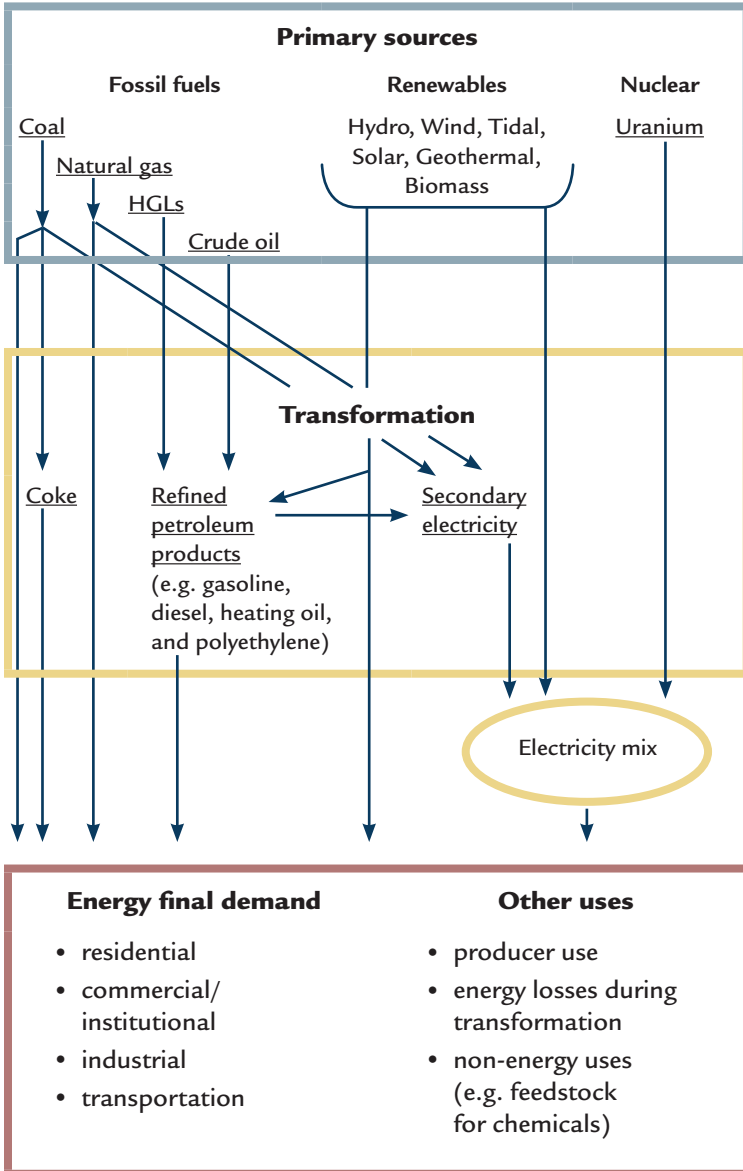 Primary sources
Fossil fuels
Coal
Natural gas
HGLs
Crude oil
Renewables
Hydro, Wind, Tidal,
Solar, Geothermal,
Biomass
Nuclear
Uranium
Transformation
Coke
Refined
petroleum
products
(e.g. gasoline,
diesel, heating oil,
and polyethylene)
Secondary
electricity
Electricity mix
Energy final demand
• residential
• commercial/
institutional
• industrial
• transportation
Other uses
• producer use
• energy losses during
transformation
• non-energy uses
(e.g. feedstock
for chemicals)